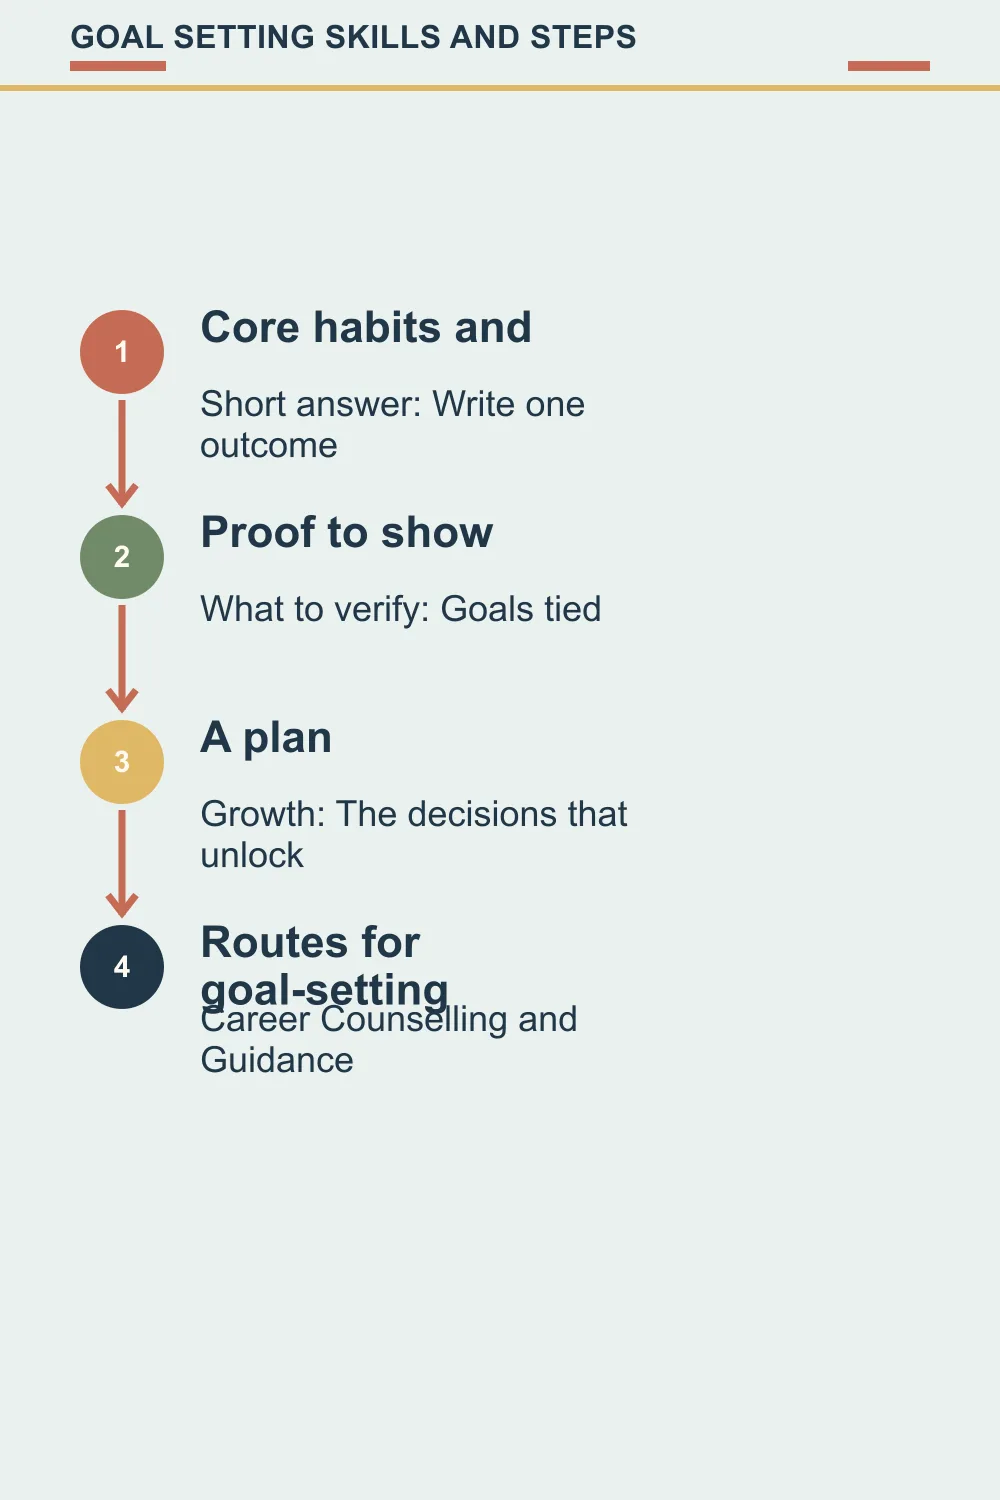 GOAL SETTING SKILLS AND STEPS
1
Core habits and
Short answer: Write one
outcome
2
Proof to show
What to verify: Goals tied
3
A plan
Growth: The decisions that
unlock
4
Routes for
goal-setting
Career Counselling and
Guidance